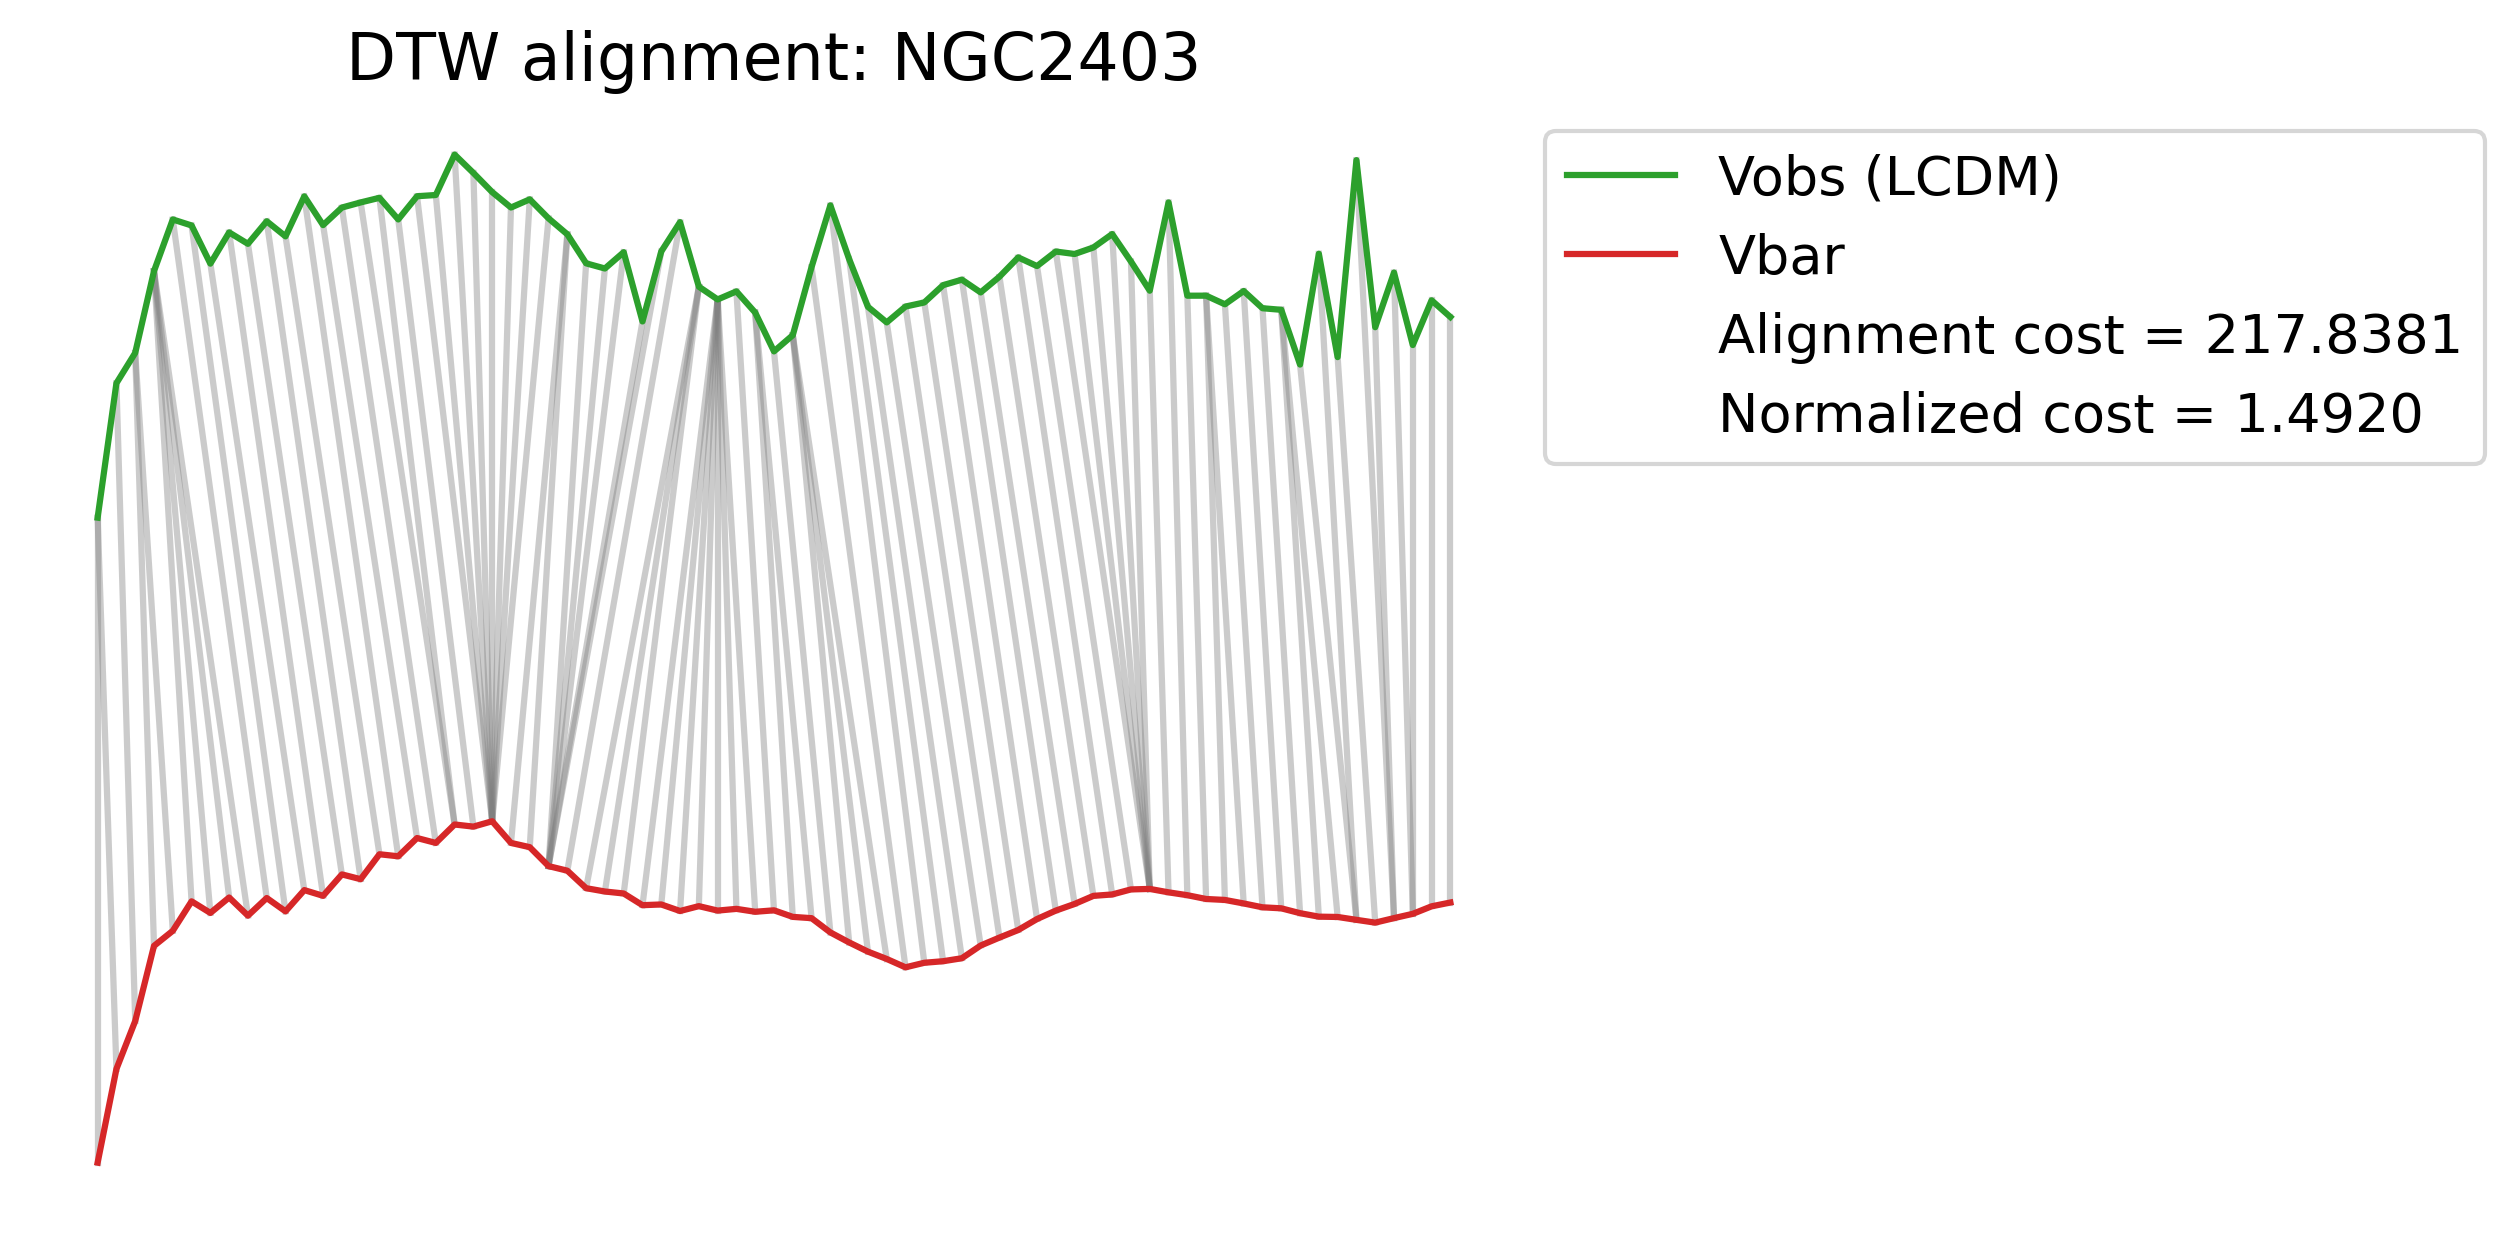 DTW alignment: NGC2403
Vobs (LCDM)
Vbar
Alignment cost = 217.8381
Normalized cost = 1.4920